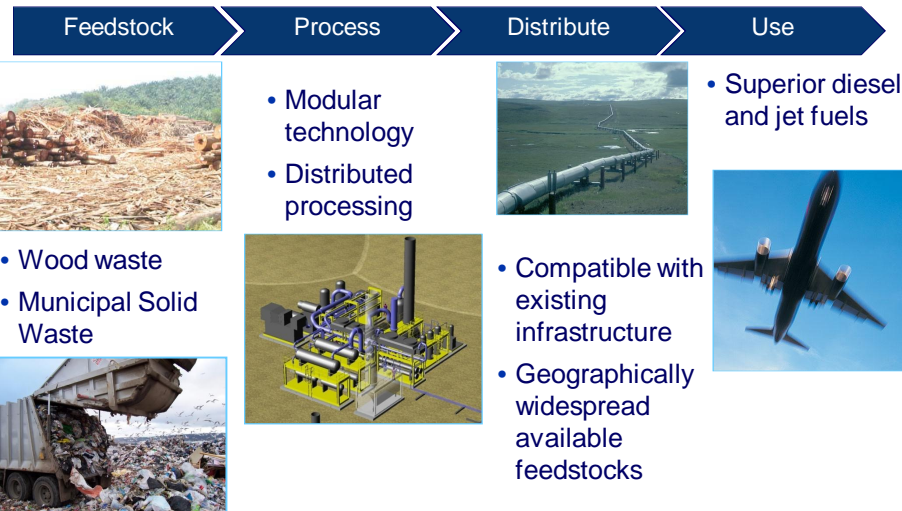 Feedstock
Process
Distribute
Use
• Wood waste
• Municipal Solid
Waste
• Modular
technology
• Distributed
processing
• Compatible with
existing
infrastructure
• Geographically
widespread
available
feedstocks
• Superior diesel
and jet fuels